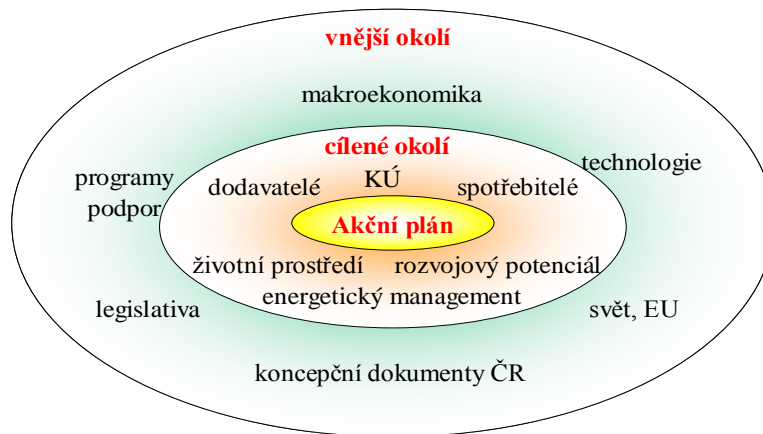 vnější okolí
makroekonomika
cílené okolí
technologie
programy
podpor
dodavatelé
KÚ
spotřebitelé
Akční plán
životní prostředí
rozvojový potenciál
energetický management
legislativa
svět, EU
koncepční dokumenty ČR